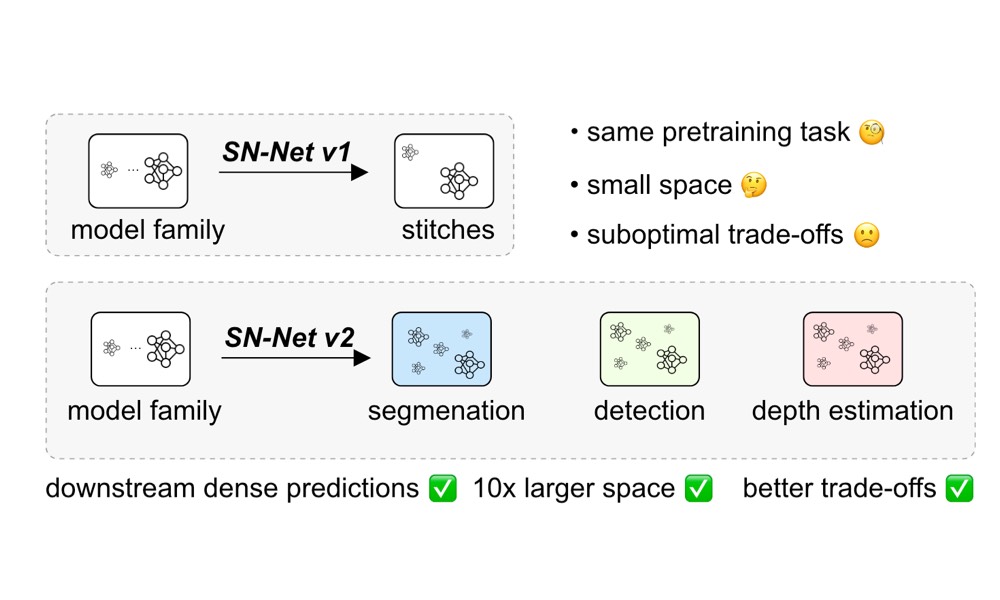 SN-Net v1
model family
stitches
• same pretraining task 🧐
• small space 🤔
• suboptimal trade-offs 🙁
SN-Net v2
model family
segmenation
detection
depth estimation
downstream dense predictions ✅ 10x larger space ✅ better trade-offs ✅